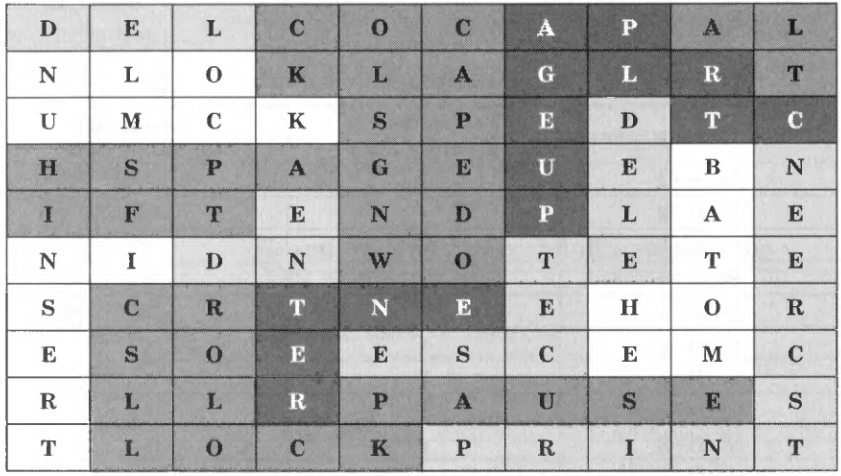 D E L C O C A P A L
N L O K L A G L R T
U M C K S P E D T C
H S P A G E U E B N
I F T E N D P L A E
N I D N W O T E T E
S C R T N E E H O R
E S O E E S C E M C
R L L R P A U S E S
T L O C K P R I N T